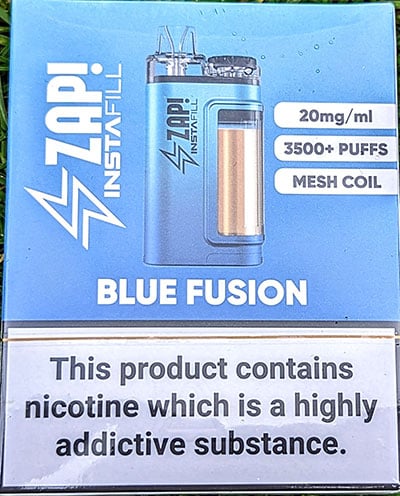 ZAP!
INSTAFILL
ZAP!
INSTAFILL
20mg/ml
3500+ PUFFS
MESH COIL
BLUE FUSION
This product contains
nicotine which is a highly
addictive substance.